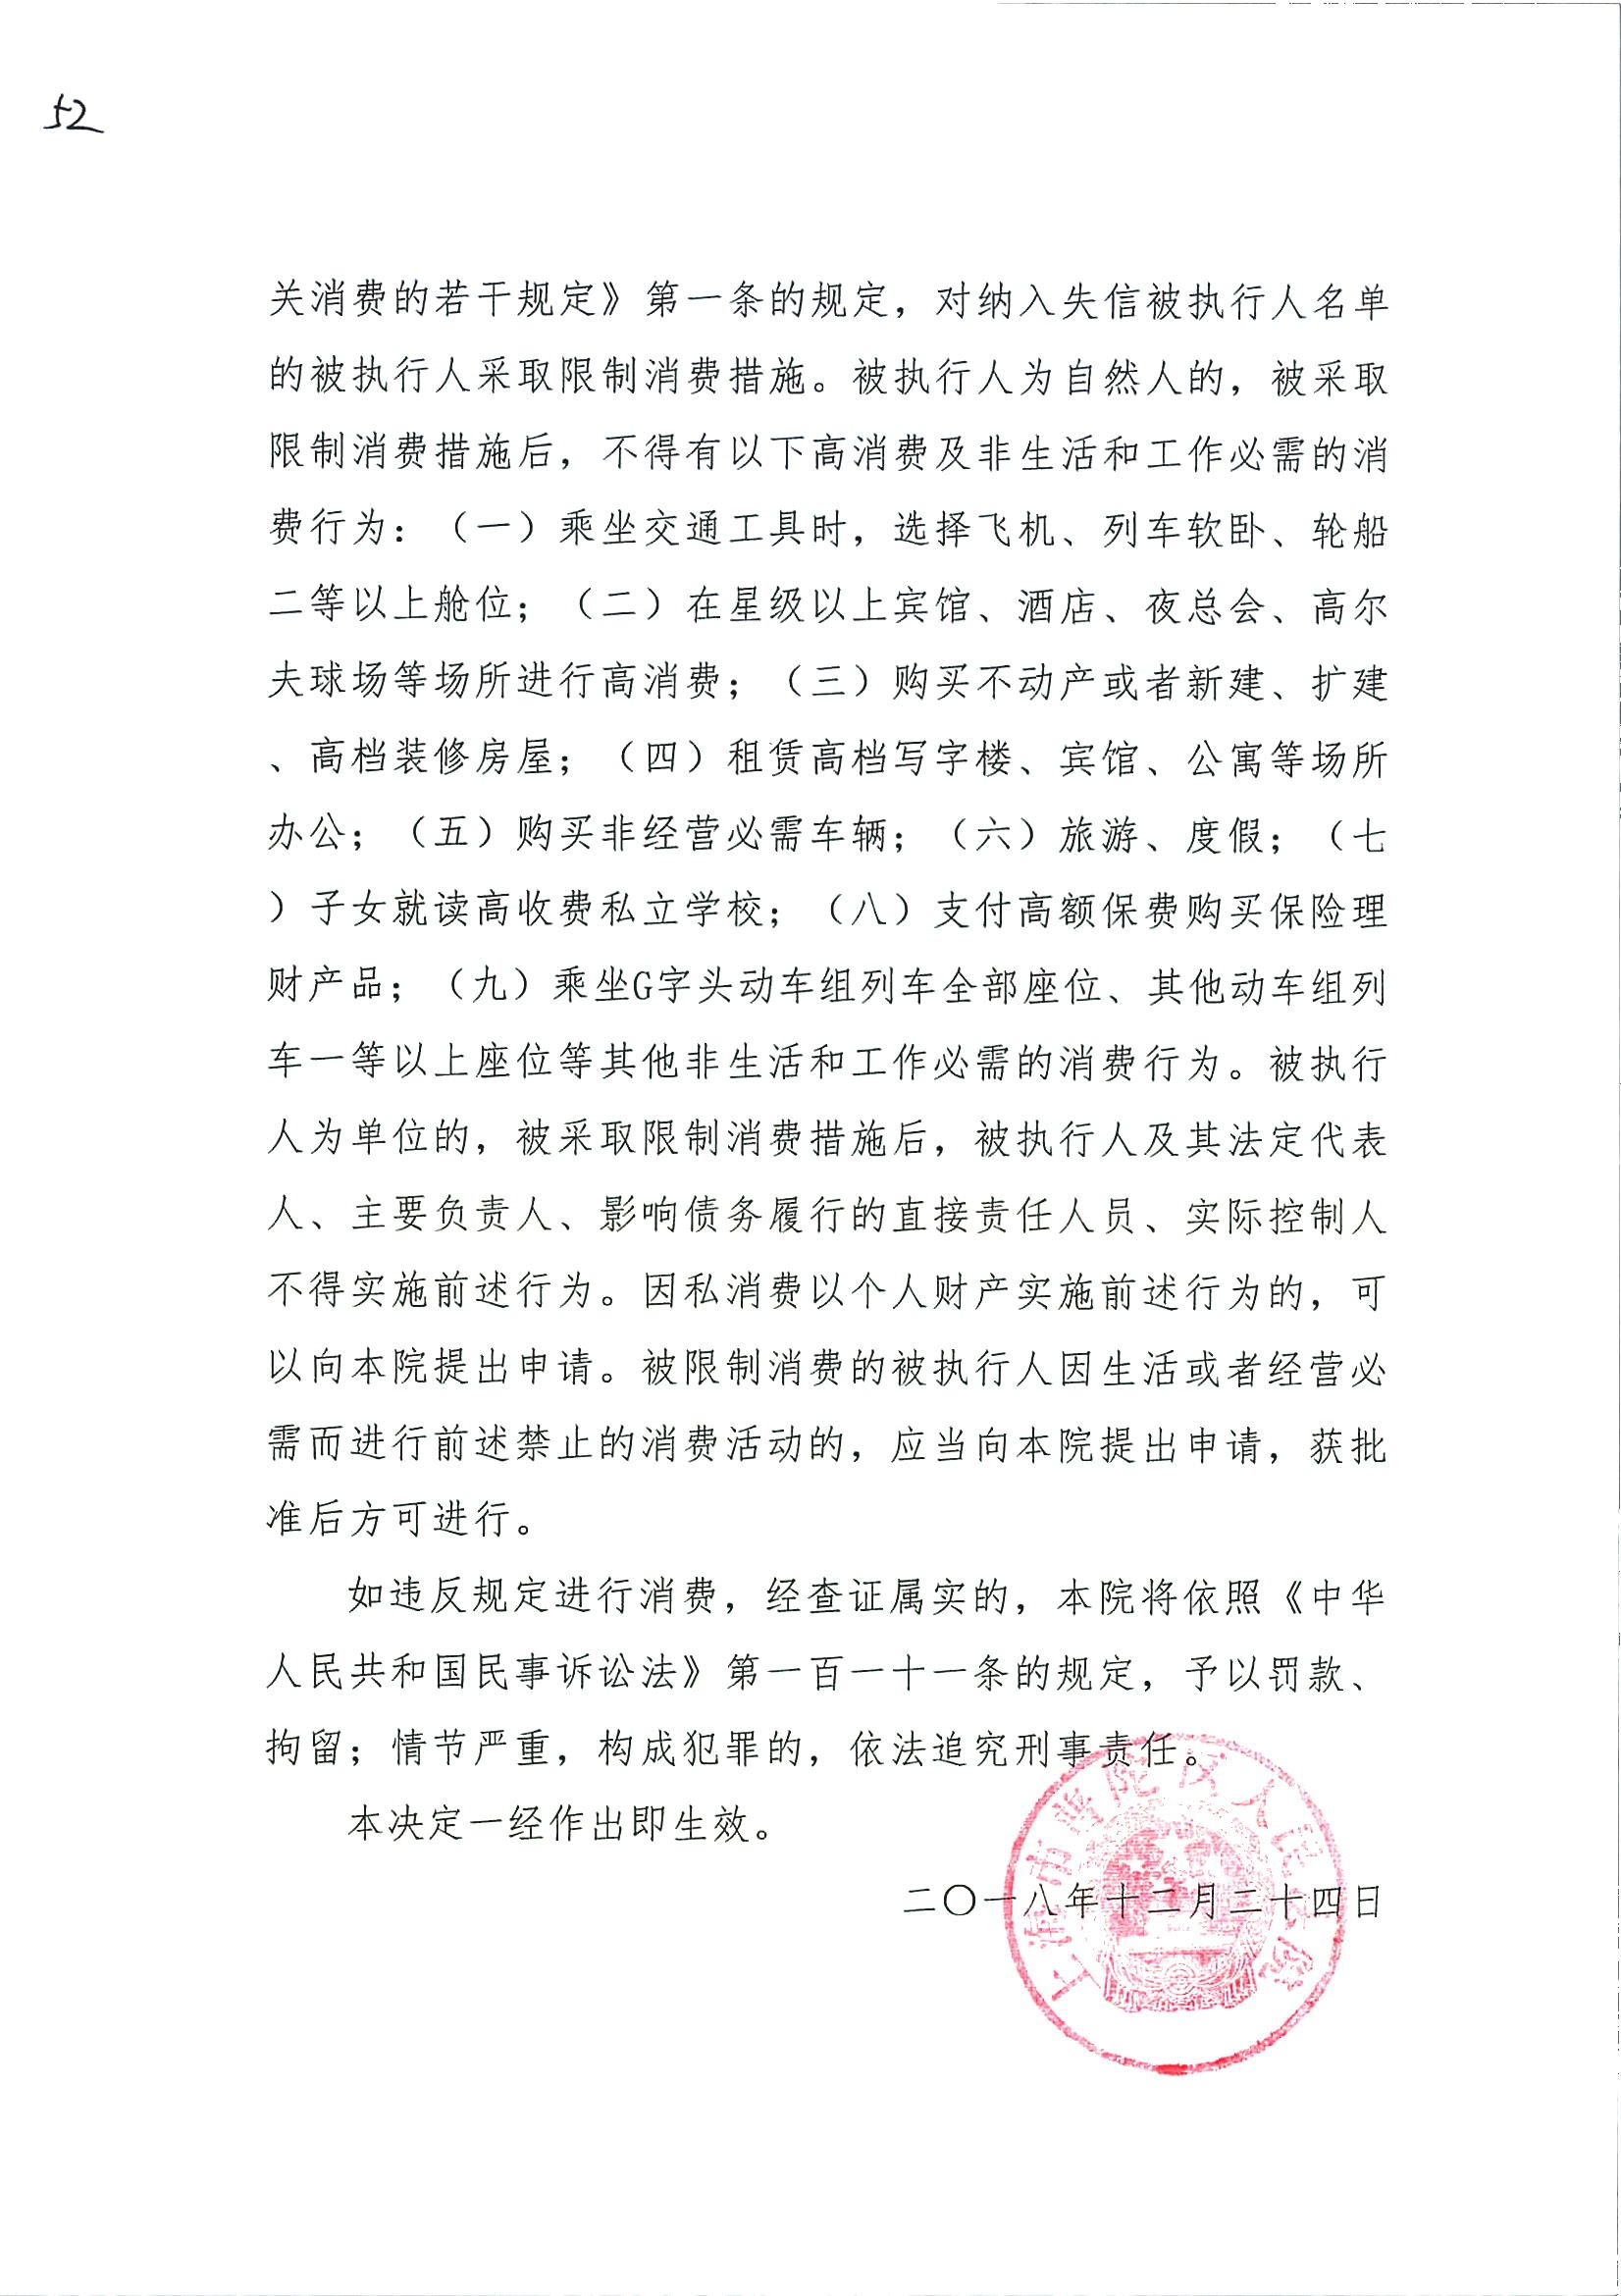 52
关消费的若干规定》第一条的规定，对纳入失信被执行人名单
的被执行人采取限制消费措施。被执行人为自然人的，被采取
限制消费措施后，不得有以下高消费及非生活和工作必需的消
费行为：（一）乘坐交通工具时，选择飞机、列车软卧、轮船
二等以上舱位；（二）在星级以上宾馆、酒店、夜总会、高尔
夫球场等场所进行高消费；（三）购买不动产或者新建、扩建
、高档装修房屋；（四）租赁高档写字楼、宾馆、公寓等场所
办公；（五）购买非经营必需车辆；（六）旅游、度假；（七
）子女就读高收费私立学校；（八）支付高额保费购买保险理
财产品；（九）乘坐G字头动车组列车全部座位、其他动车组列
车一等以上座位等其他非生活和工作必需的消费行为。被执行
人为单位的，被采取限制消费措施后，被执行人及其法定代表
人、主要负责人、影响债务履行的直接责任人员、实际控制人
不得实施前述行为。因私消费以个人财产实施前述行为的，可
以向本院提出申请。被限制消费的被执行人因生活或者经营必
需而进行前述禁止的消费活动的，应当向本院提出申请，获批
准后方可进行。
如违反规定进行消费，经查证属实的，本院将依照《中华
人民共和国民事诉讼法》第一百一十一条的规定，予以罚款、
拘留；情节严重，构成犯罪的，依法追究刑事责任。
本决定一经作出即生效。
二〇一八年十二月二十四日
上海市普陀区人民法院